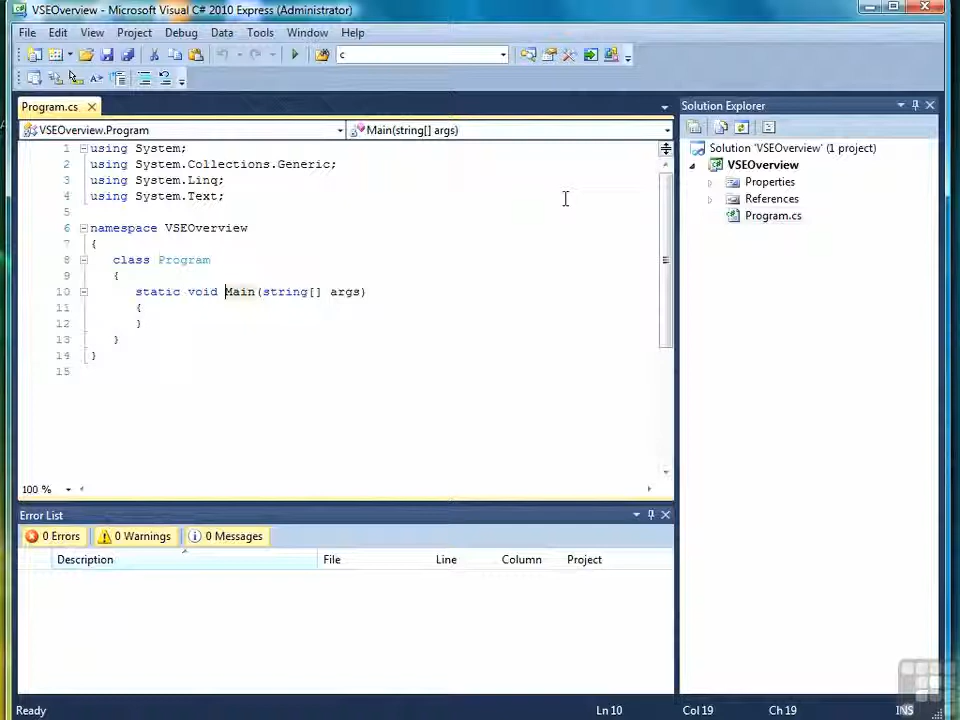 VSEOverview - Microsoft Visual C# 2010 Express (Administrator)
File Edit View Project Debug Data Tools Window Help
c
Program.cs
Solution Explorer
VSEOverview.Program
Main(string[] args)
Solution 'VSEOverview' (1 project)
VSEOverview
Properties
References
Program.cs
1 using System;
2 using System.Collections.Generic;
3 using System.Linq;
4 using System.Text;
5
6 namespace VSEOverview
7 {
8 class Program
9 {
10 static void Main(string[] args)
11 {
12 }
13 }
14 }
15
100 %
Error List
0 Errors 0 Warnings 0 Messages
Description File Line Column Project
Ready Ln 10 Col 19 Ch 19 INS